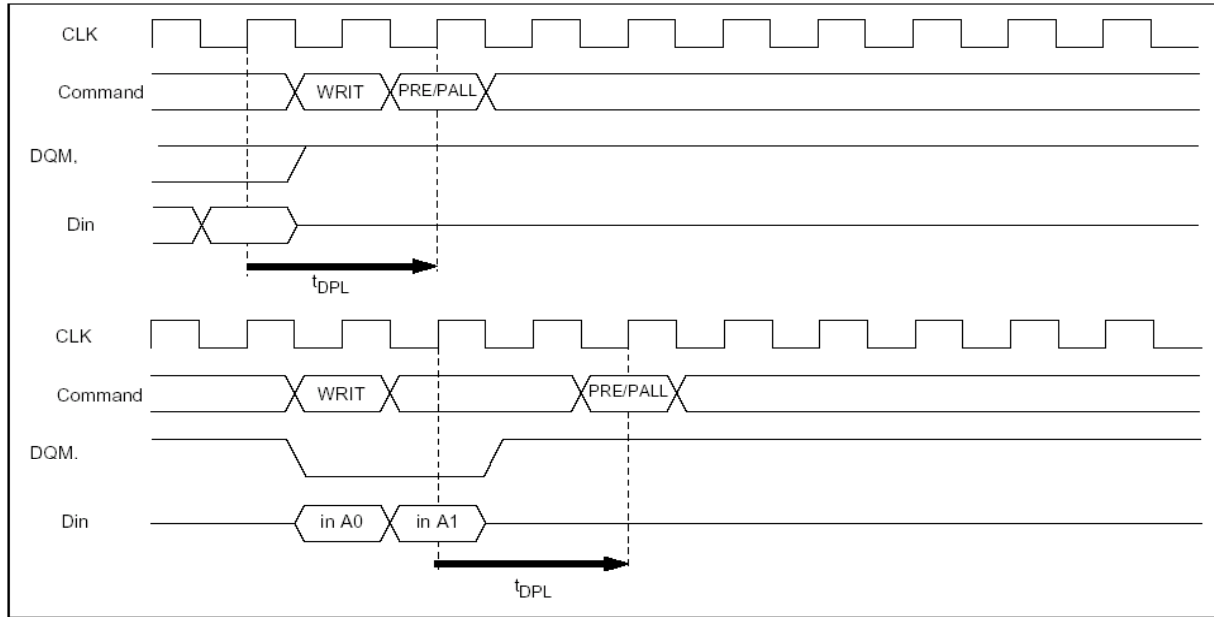 CLK
Command WRIT PRE/PALL
DQM,
Din
tDPL
CLK
Command WRIT PRE/PALL
DQM.
Din in A0 in A1
tDPL